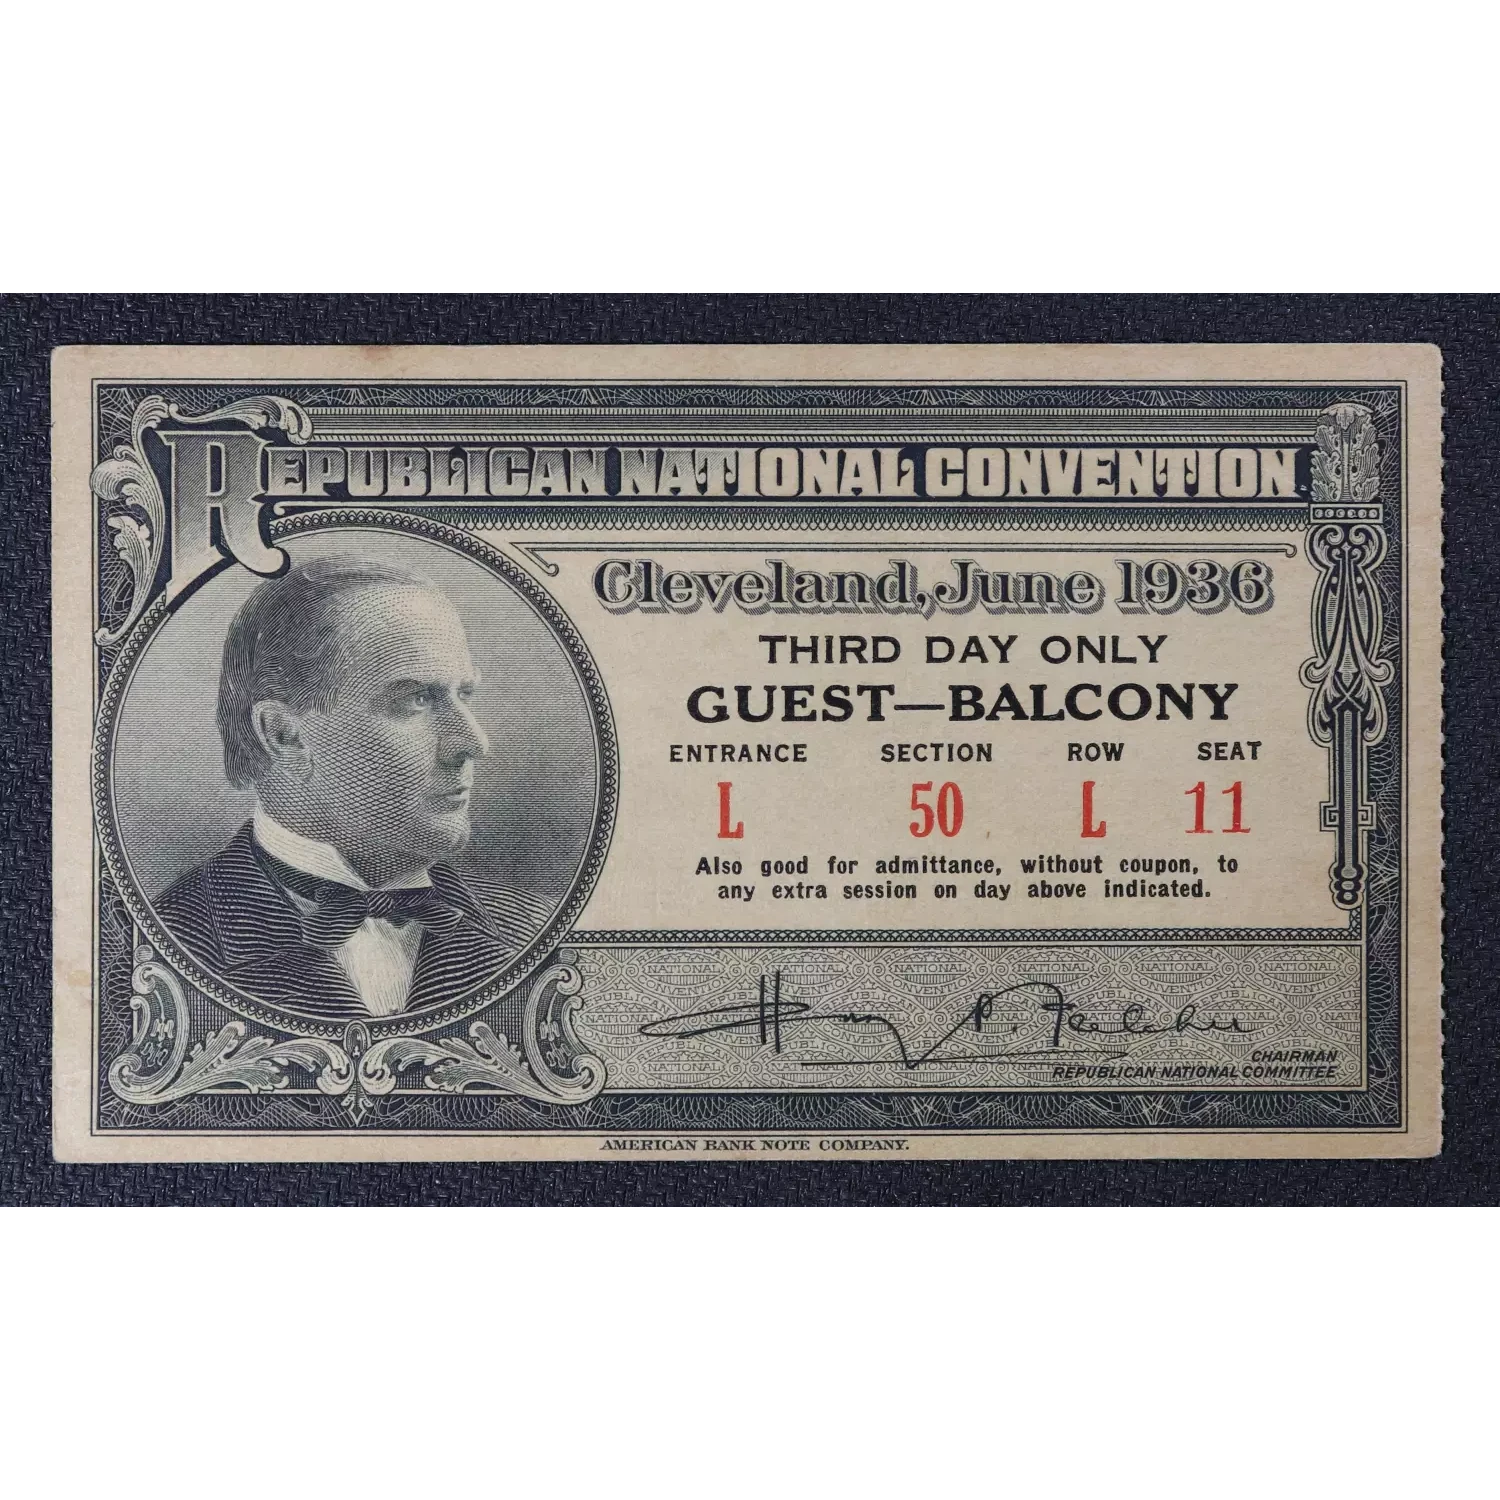 REPUBLICAN NATIONAL CONVENTION
Cleveland, June 1936
THIRD DAY ONLY
GUEST—BALCONY
ENTRANCE SECTION ROW SEAT
L 50 L 11
Also good for admittance, without coupon, to
any extra session on day above indicated.
Henry P. Fletcher
CHAIRMAN
REPUBLICAN NATIONAL COMMITTEE
AMERICAN BANK NOTE COMPANY.